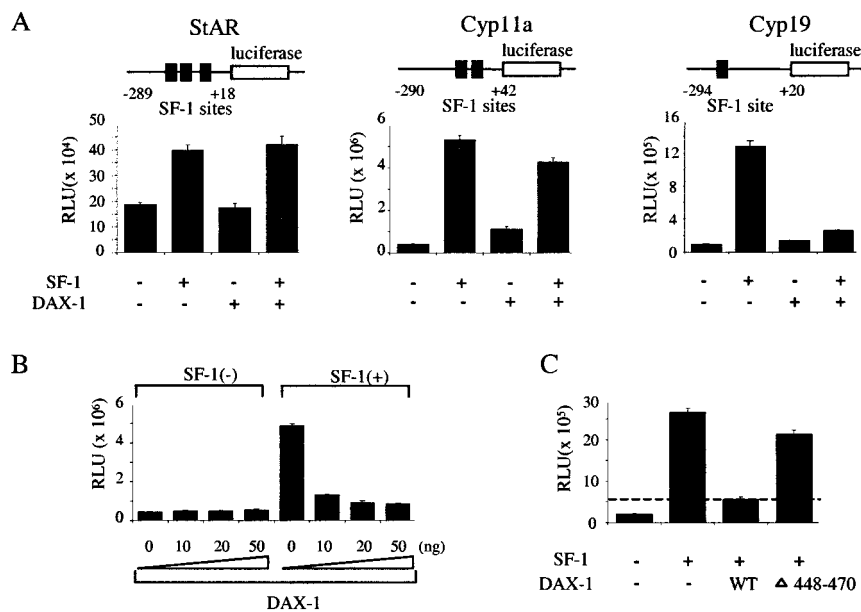 A
StAR
Cyp11a
Cyp19
luciferase
luciferase
luciferase
-289
+18
-290
+42
-294
+20
SF-1 sites
SF-1 sites
SF-1 site
RLU(x 10⁴)
50
40
30
20
10
0
RLU (x 10⁶)
6
4
2
0
RLU(x 10⁵)
16
12
8
4
0
SF-1 - + - +
DAX-1 - - + +
- + - +
- - + +
- + - +
- - + +
B
SF-1(-)
SF-1(+)
RLU (x 10⁶)
6
4
2
0
0 10 20 50 0 10 20 50 (ng)
DAX-1
C
RLU(x 10⁵)
30
20
10
0
SF-1 - + + +
DAX-1 - - WT Δ 448-470